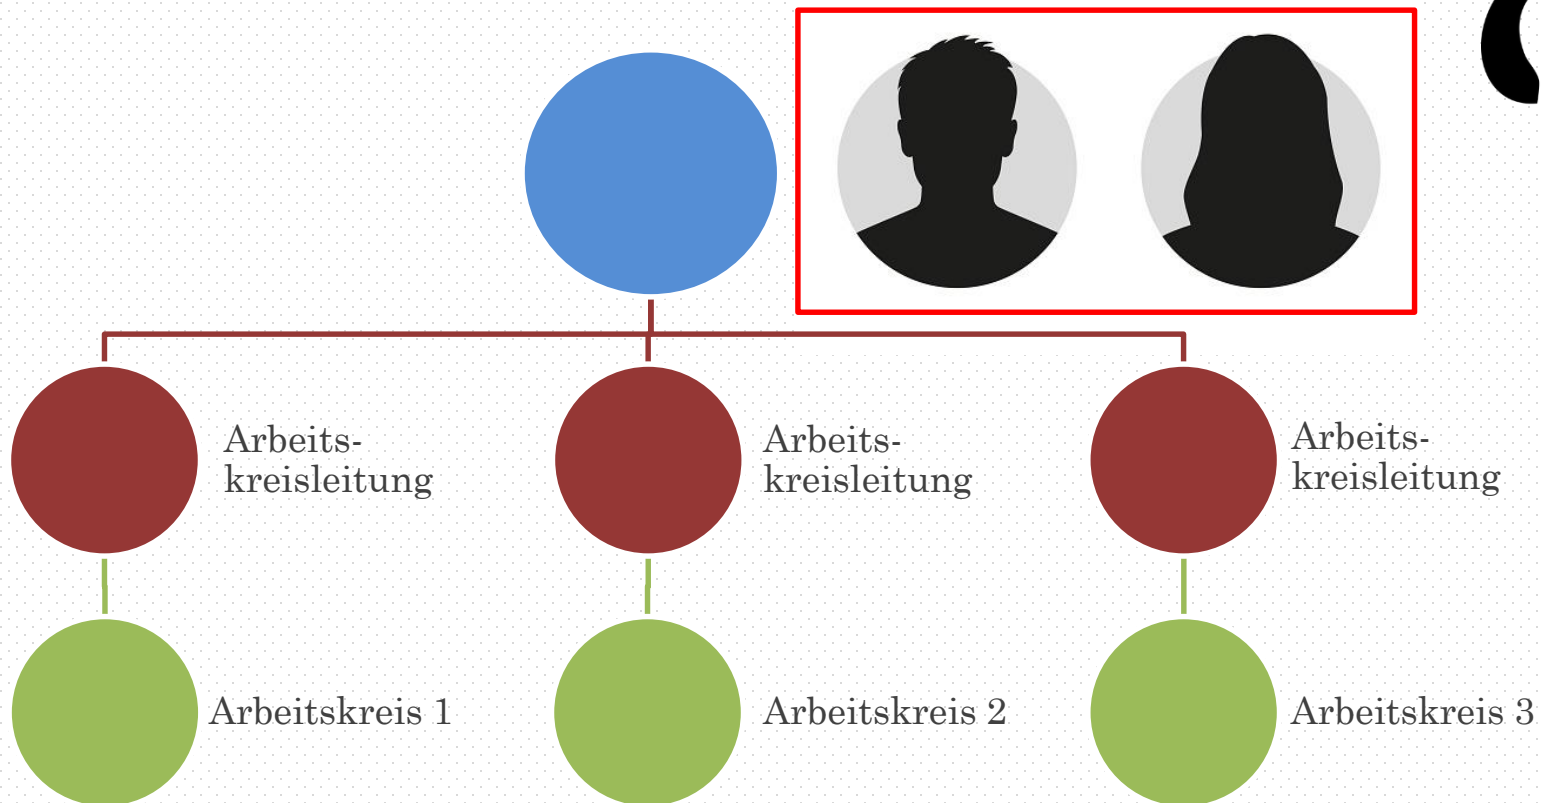 Arbeits-
kreisleitung
Arbeits-
kreisleitung
Arbeits-
kreisleitung
Arbeitskreis 1
Arbeitskreis 2
Arbeitskreis 3